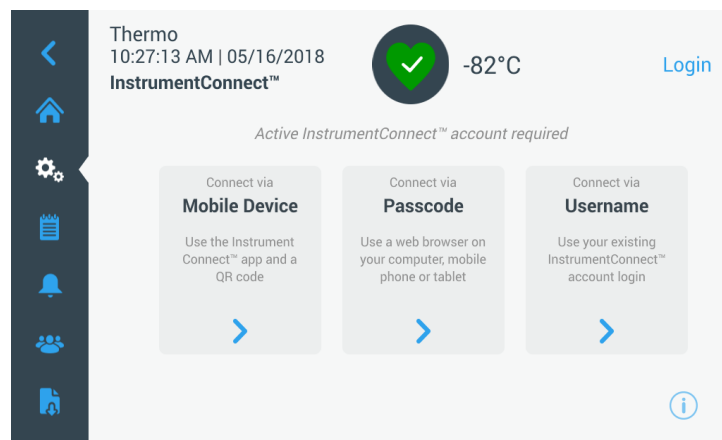 Thermo
10:27:13 AM | 05/16/2018
InstrumentConnect™
-82°C
Login
Active InstrumentConnect™ account required
Connect via
Mobile Device
Use the Instrument
Connect™ app and a
QR code
Connect via
Passcode
Use a web browser on
your computer, mobile
phone or tablet
Connect via
Username
Use your existing
InstrumentConnect™
account login